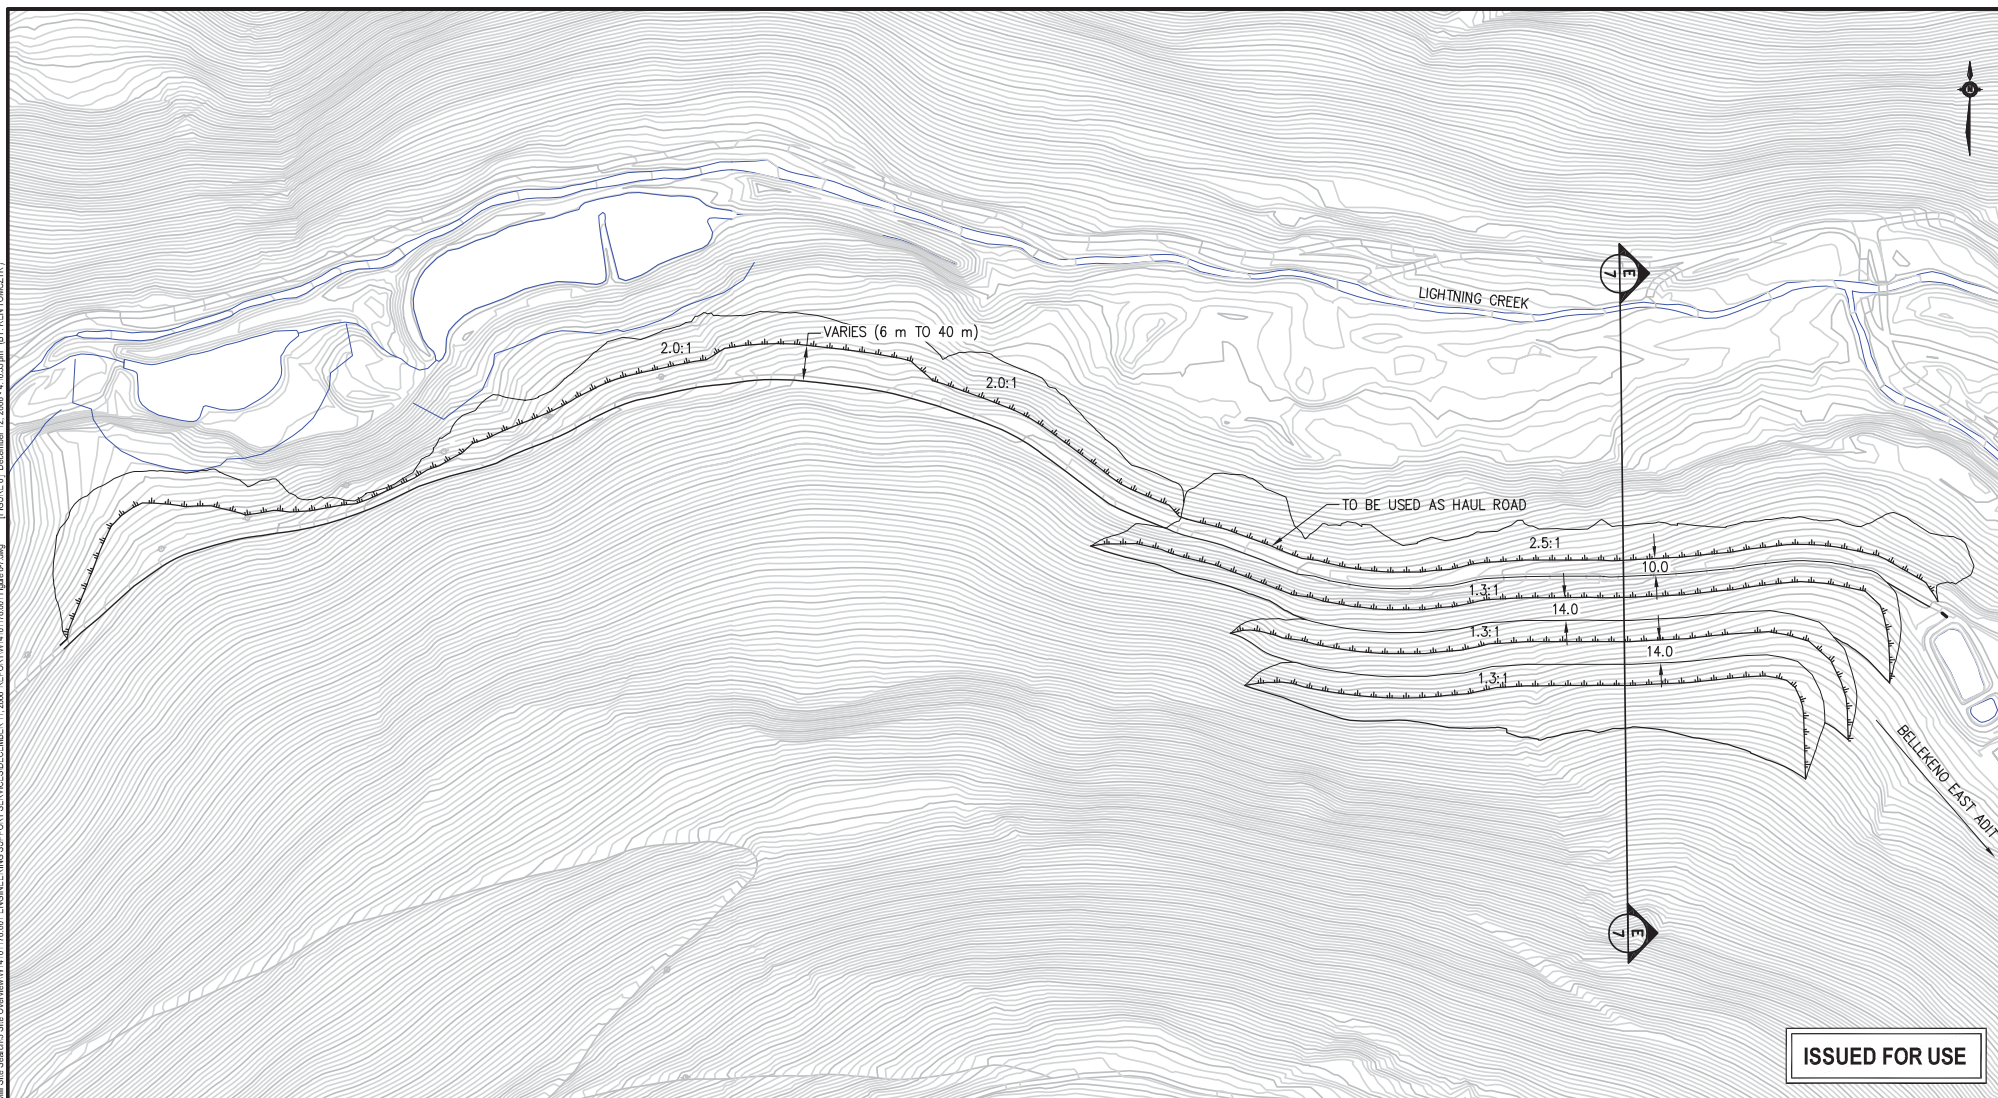 N
E
7
LIGHTNING CREEK
VARIES (6 m TO 40 m)
2.0:1
2.0:1
TO BE USED AS HAUL ROAD
2.5:1
10.0
1.3:1
14.0
1.3:1
14.0
1.3:1
BELLEKENO EAST ADIT
E
7
ISSUED FOR USE